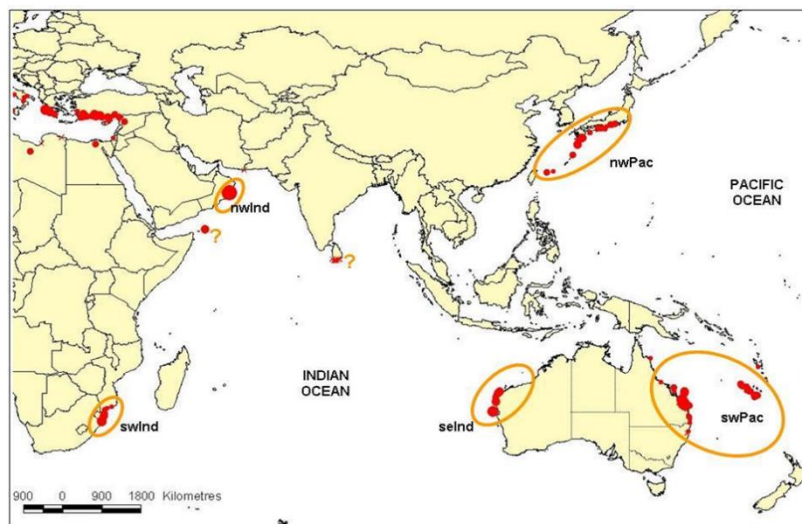 nwPac
PACIFIC
OCEAN
nwInd
?
?
INDIAN
OCEAN
swInd
seInd
swPac
900 0 900 1800 Kilometres